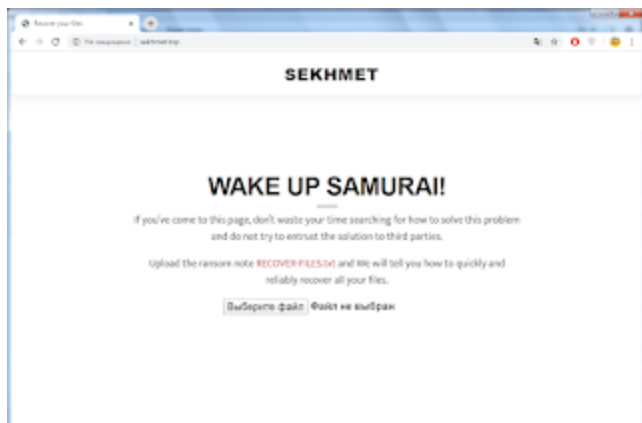 Recover your files
SEKHMET
WAKE UP SAMURAI!
If you've come to this page, don't waste your time searching for how to solve this problem
and do not try to entrust the solution to third parties.
Upload the ransom note RECOVER-FILES.txt and We will tell you how to quickly and
reliably recover all your files.
Выберите файл Файл не выбран